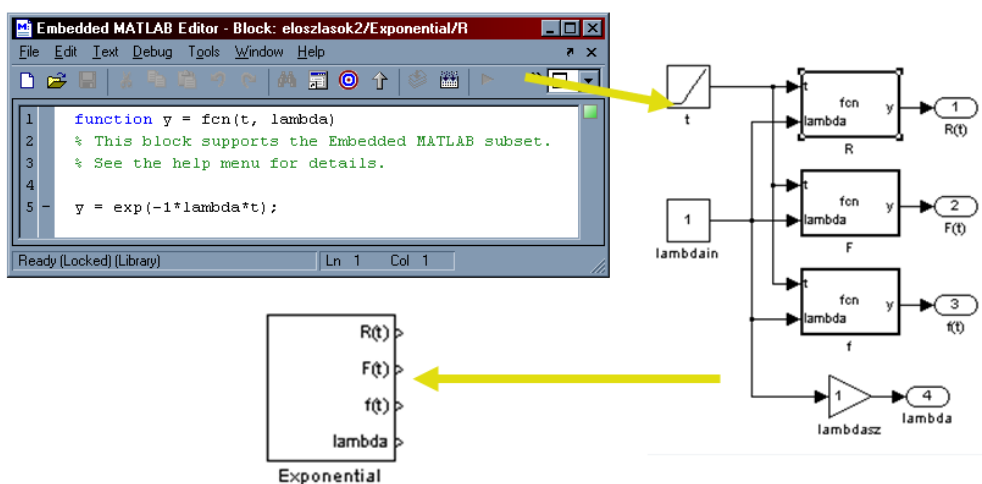 Embedded MATLAB Editor - Block: eloszlasok2/Exponential/R
File Edit Text Debug Tools Window Help
1 function y = fcn(t, lambda)
2 % This block supports the Embedded MATLAB subset.
3 % See the help menu for details.
4
5 - y = exp(-1*lambda*t);
Ready (Locked) (Library) Ln 1 Col 1
t
t
fcn
y
lambda
R
1
R(t)
1
lambdain
t
fcn
y
lambda
F
2
F(t)
t
fcn
y
lambda
f
3
f(t)
1
lambdasz
4
lambda
R(t)
F(t)
f(t)
lambda
Exponential